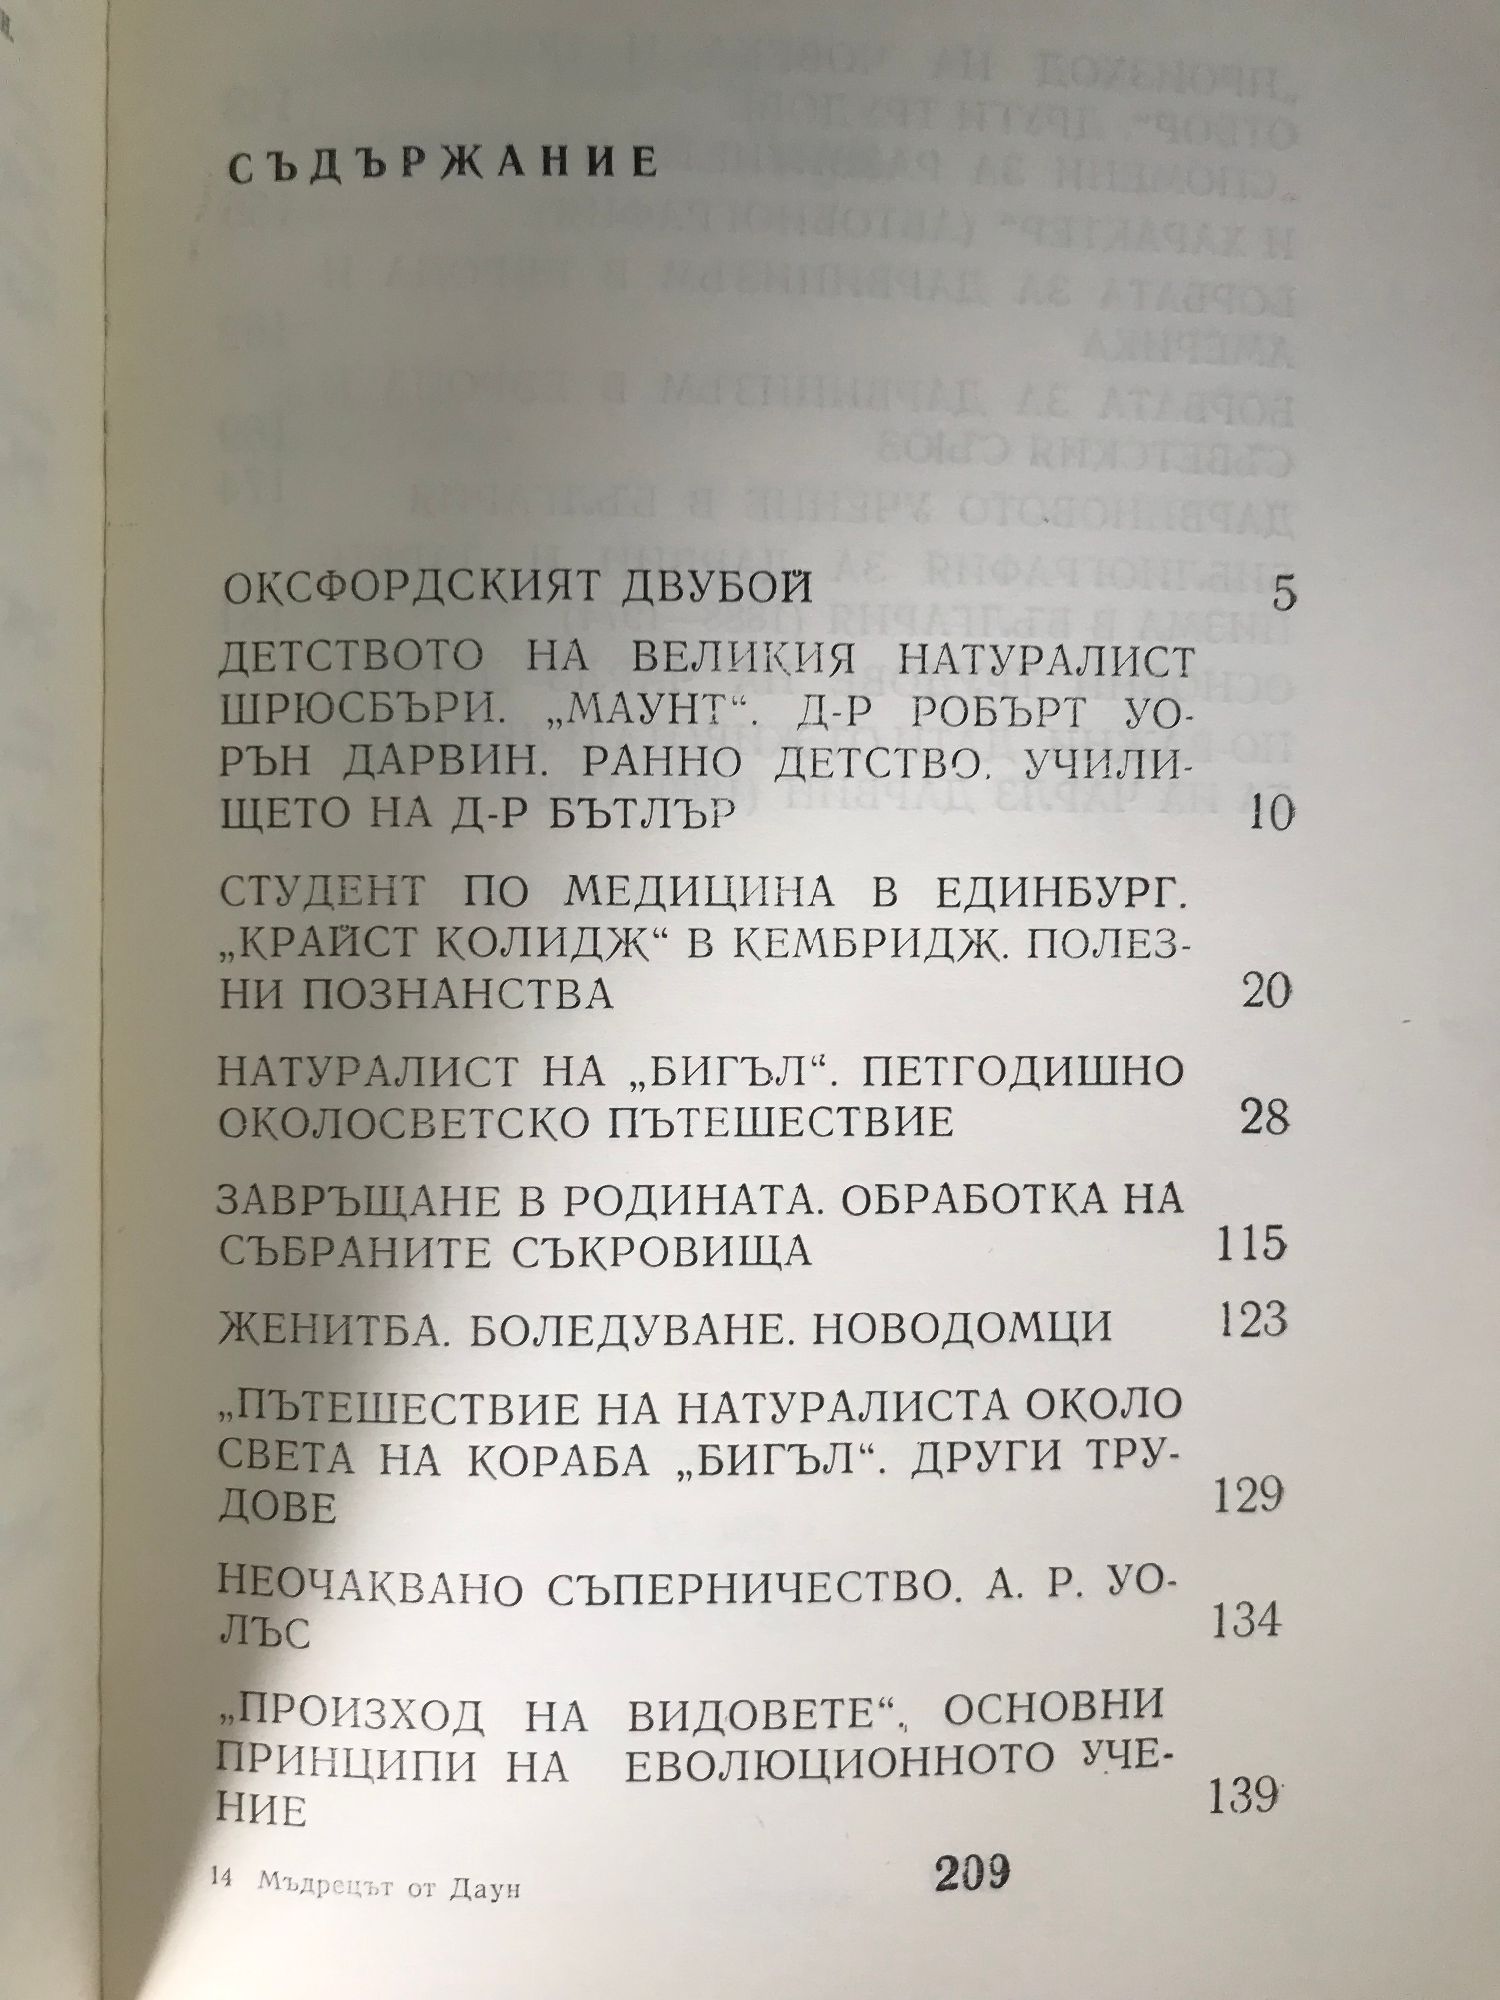 СЪДЪРЖАНИЕ
ОКСФОРДСКИЯТ ДВУБОЙ 5
ДЕТСТВОТО НА ВЕЛИКИЯ НАТУРАЛИСТ
ШРЮСБЪРИ. „МАУНТ“. Д-Р РОБЪРТ УО-
РЪН ДАРВИН. РАННО ДЕТСТВО. УЧИЛИ-
ЩЕТО НА Д-Р БЪТЛЪР 10
СТУДЕНТ ПО МЕДИЦИНА В ЕДИНБУРГ.
„КРАЙСТ КОЛИДЖ“ В КЕМБРИДЖ. ПОЛЕЗ-
НИ ПОЗНАНСТВА 20
НАТУРАЛИСТ НА „БИГЪЛ“. ПЕТГОДИШНО
ОКОЛОСВЕТСКО ПЪТЕШЕСТВИЕ 28
ЗАВРЪЩАНЕ В РОДИНАТА. ОБРАБОТКА НА
СЪБРАНИТЕ СЪКРОВИЩА 115
ЖЕНИТБА. БОЛЕДУВАНЕ. НОВОДОМЦИ 123
„ПЪТЕШЕСТВИЕ НА НАТУРАЛИСТА ОКОЛО
СВЕТА НА КОРАБА „БИГЪЛ“. ДРУГИ ТРУ-
ДОВЕ 129
НЕОЧАКВАНО СЪПЕРНИЧЕСТВО. А. Р. УО-
ЛЪС 134
„ПРОИЗХОД НА ВИДОВЕТЕ“. ОСНОВНИ
ПРИНЦИПИ НА ЕВОЛЮЦИОННОТО УЧЕ-
НИЕ 139
14 Мъдрецът от Даун 209